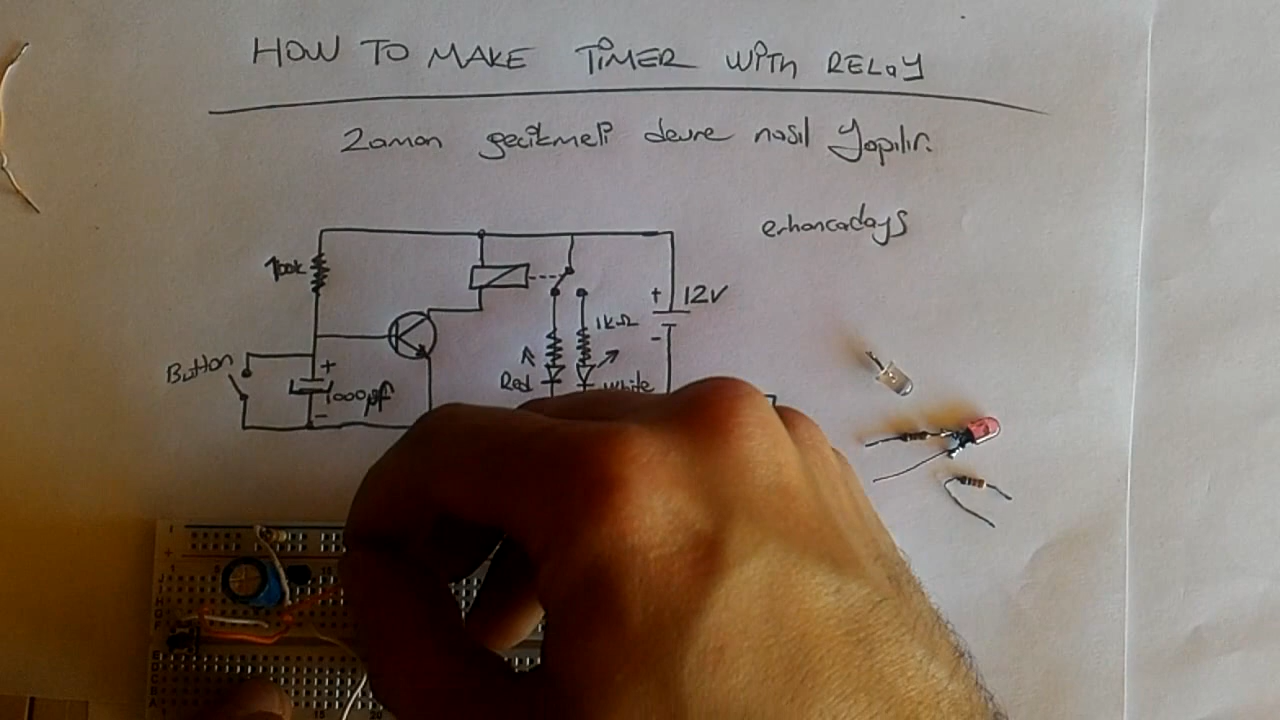 HOW TO MAKE TiMER WiTh RELaY
Zaman gecikmeli devre nasıl Yapılır.
erhancadays
100k
12V
+
-
1kΩ
Button
+
1000µf
-
Red
white